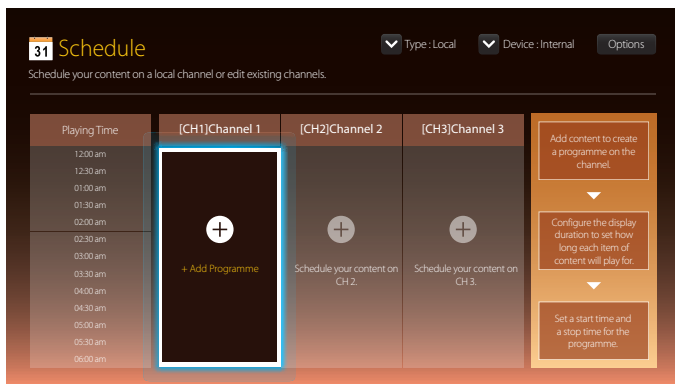 31 Schedule
Type : Local
Device : Internal
Options
Schedule your content on a local channel or edit existing channels.
Playing Time
[CH1]Channel 1
[CH2]Channel 2
[CH3]Channel 3
12:00 am
12:30 am
01:00 am
01:30 am
02:00 am
02:30 am
03:00 am
03:30 am
04:00 am
04:30 am
05:00 am
05:30 am
06:00 am
+ Add Programme
Schedule your content on
CH 2.
Schedule your content on
CH 3.
Add content to create
a programme on the
channel.
Configure the display
duration to set how
long each item of
content will play for.
Set a start time and
a stop time for the
programme.